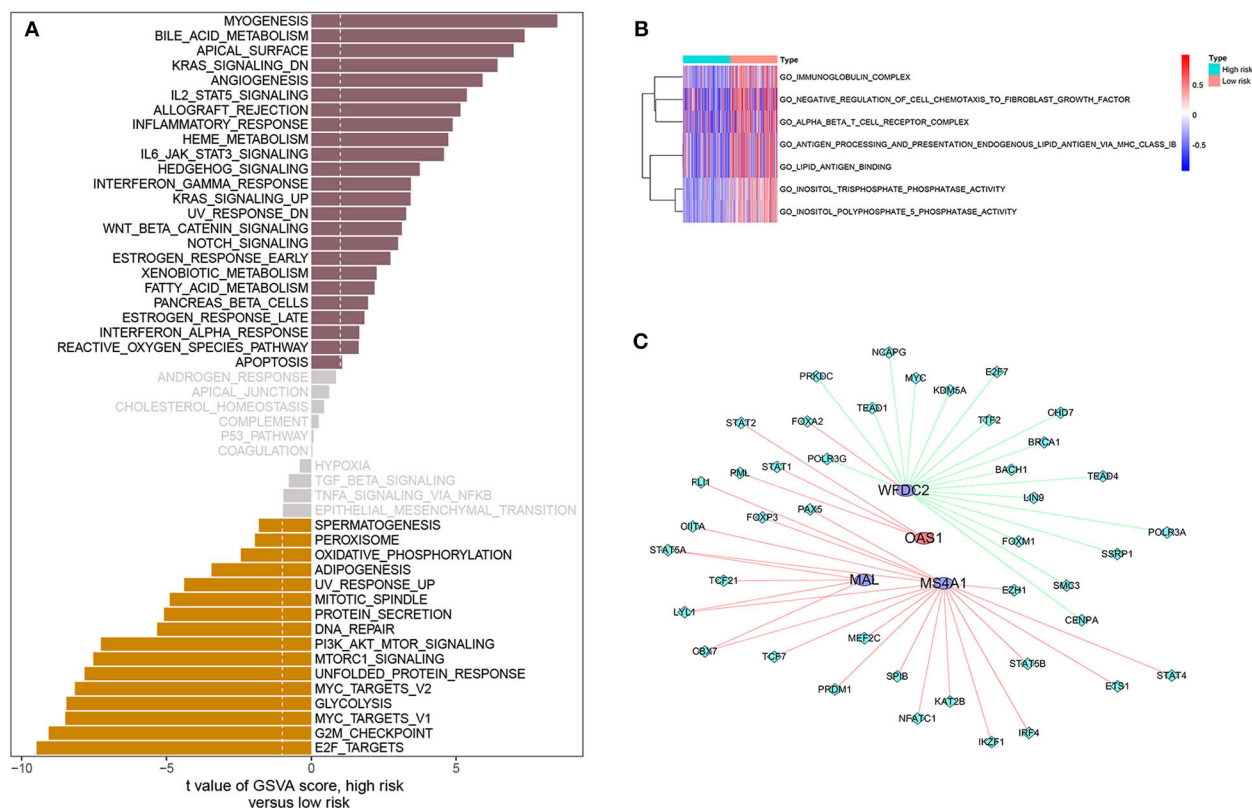 A
MYOGENESIS
BILE_ACID_METABOLISM
APICAL_SURFACE
KRAS_SIGNALING_DN
ANGIOGENESIS
IL2_STAT5_SIGNALING
ALLOGRAFT_REJECTION
INFLAMMATORY_RESPONSE
HEME_METABOLISM
IL6_JAK_STAT3_SIGNALING
HEDGEHOG_SIGNALING
INTERFERON_GAMMA_RESPONSE
KRAS_SIGNALING_UP
UV_RESPONSE_DN
WNT_BETA_CATENIN_SIGNALING
NOTCH_SIGNALING
ESTROGEN_RESPONSE_EARLY
XENOBIOTIC_METABOLISM
FATTY_ACID_METABOLISM
PANCREAS_BETA_CELLS
ESTROGEN_RESPONSE_LATE
INTERFERON_ALPHA_RESPONSE
REACTIVE_OXYGEN_SPECIES_PATHWAY
APOPTOSIS
ANDROGEN_RESPONSE
APICAL_JUNCTION
CHOLESTEROL_HOMEOSTASIS
COMPLEMENT
P53_PATHWAY
COAGULATION
HYPOXIA
TGF_BETA_SIGNALING
TNFA_SIGNALING_VIA_NFKB
EPITHELIAL_MESENCHYMAL_TRANSITION
SPERMATOGENESIS
PEROXISOME
OXIDATIVE_PHOSPHORYLATION
ADIPOGENESIS
UV_RESPONSE_UP
MITOTIC_SPINDLE
PROTEIN_SECRETION
DNA_REPAIR
PI3K_AKT_MTOR_SIGNALING
MTORC1_SIGNALING
UNFOLDED_PROTEIN_RESPONSE
MYC_TARGETS_V2
GLYCOLYSIS
MYC_TARGETS_V1
G2M_CHECKPOINT
E2F_TARGETS
−10 −5 0 5
t value of GSVA score, high risk
versus low risk
B
Type
GO_IMMUNOGLOBULIN_COMPLEX
GO_NEGATIVE_REGULATION_OF_CELL_CHEMOTAXIS_TO_FIBROBLAST_GROWTH_FACTOR
GO_ALPHA_BETA_T_CELL_RECEPTOR_COMPLEX
GO_ANTIGEN_PROCESSING_AND_PRESENTATION_ENDOGENOUS_LIPID_ANTIGEN_VIA_MHC_CLASS_IB
GO_LIPID_ANTIGEN_BINDING
GO_INOSITOL_TRISPHOSPHATE_PHOSPHATASE_ACTIVITY
GO_INOSITOL_POLYPHOSPHATE_5_PHOSPHATASE_ACTIVITY
0.5
0
-0.5
Type
High risk
Low risk
C
NCAPG
PRKDC
MYC
E2F7
KDM5A
TEAD1
CHD7
STAT2
FOXA2
TTF2
BRCA1
POLR3G
STAT1
BACH1
PML
TEAD4
FLI1
WFDC2
LIN9
PAX5
FOXP3
CIITA
POLR3A
OAS1
FOXM1
STAT5A
SSRP1
TCF21
MAL
MS4A1
EZH1
SMC3
LYL1
CENPA
MEF2C
CBX7
TCF7
STAT5B
SPIB
STAT4
ETS1
PRDM1
KAT2B
NFATC1
IRF4
IKZF1